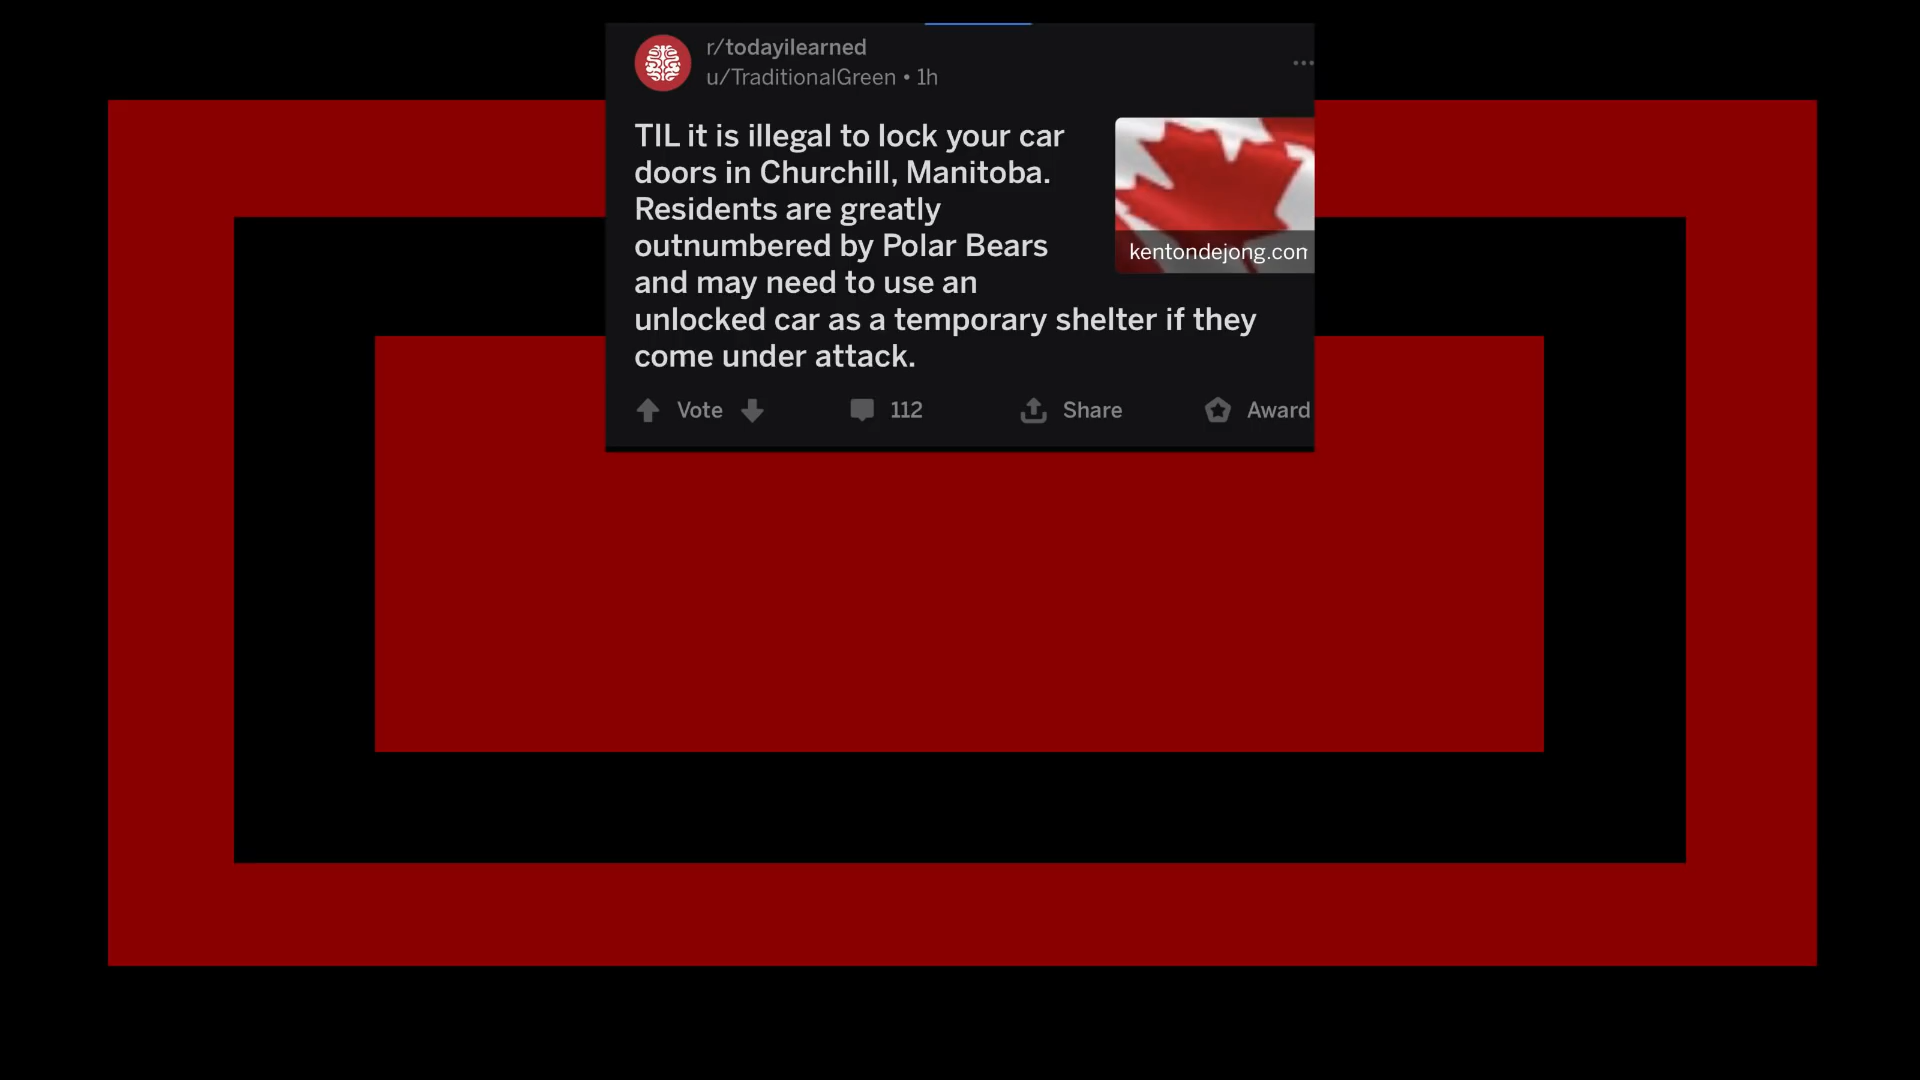 r/todayilearned
u/TraditionalGreen • 1h
TIL it is illegal to lock your car
doors in Churchill, Manitoba.
Residents are greatly
outnumbered by Polar Bears
and may need to use an
unlocked car as a temporary shelter if they
come under attack.
kentondejong.com
Vote
112
Share
Award